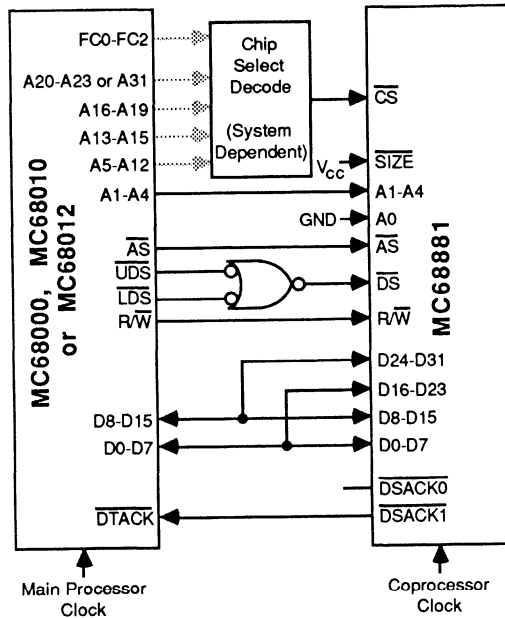 FC0-FC2
A20-A23 or A31
A16-A19
A13-A15
A5-A12
A1-A4
AS
UDS
LDS
R/W
D8-D15
D0-D7
DTACK
MC68000, MC68010
or MC68012
Chip
Select
Decode
(System
Dependent)
VCC
GND
CS
SIZE
A1-A4
A0
AS
DS
R/W
D24-D31
D16-D23
D8-D15
D0-D7
DSACK0
DSACK1
MC68881
Main Processor
Clock
Coprocessor
Clock